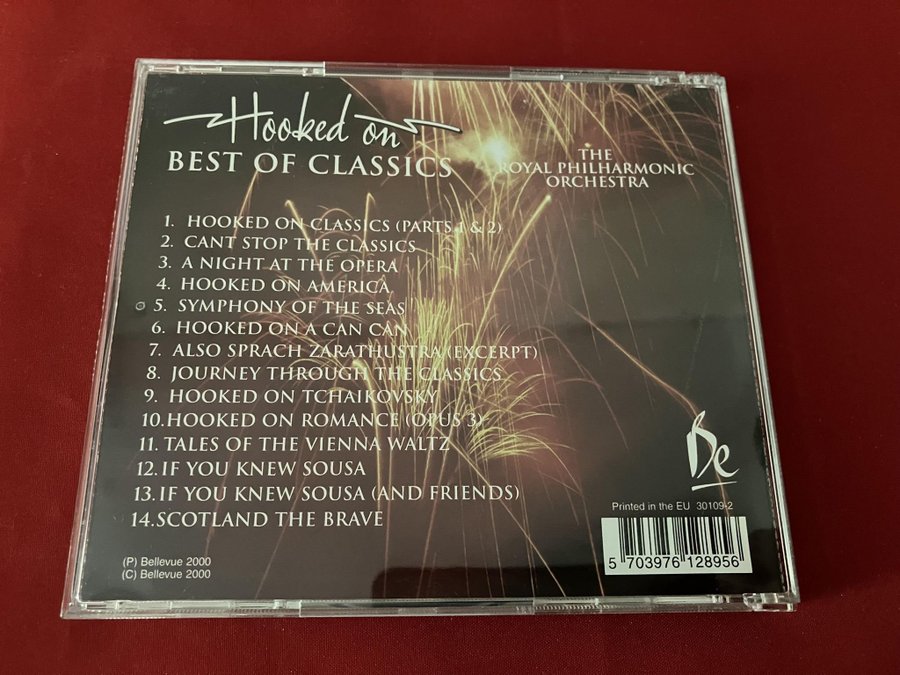 Hooked on
BEST OF CLASSICS
THE
ROYAL PHILHARMONIC
ORCHESTRA
1. HOOKED ON CLASSICS (PARTS 1 & 2)
2. CANT STOP THE CLASSICS
3. A NIGHT AT THE OPERA
4. HOOKED ON AMERICA
5. SYMPHONY OF THE SEAS
6. HOOKED ON A CAN CAN
7. ALSO SPRACH ZARATHUSTRA (EXCERPT)
8. JOURNEY THROUGH THE CLASSICS
9. HOOKED ON TCHAIKOVSKY
10. HOOKED ON ROMANCE (OPUS 3)
11. TALES OF THE VIENNA WALTZ
12. IF YOU KNEW SOUSA
13. IF YOU KNEW SOUSA (AND FRIENDS)
14. SCOTLAND THE BRAVE
Be
Printed in the EU 30109-2
5 703976 128956
(P) Bellevue 2000
(C) Bellevue 2000